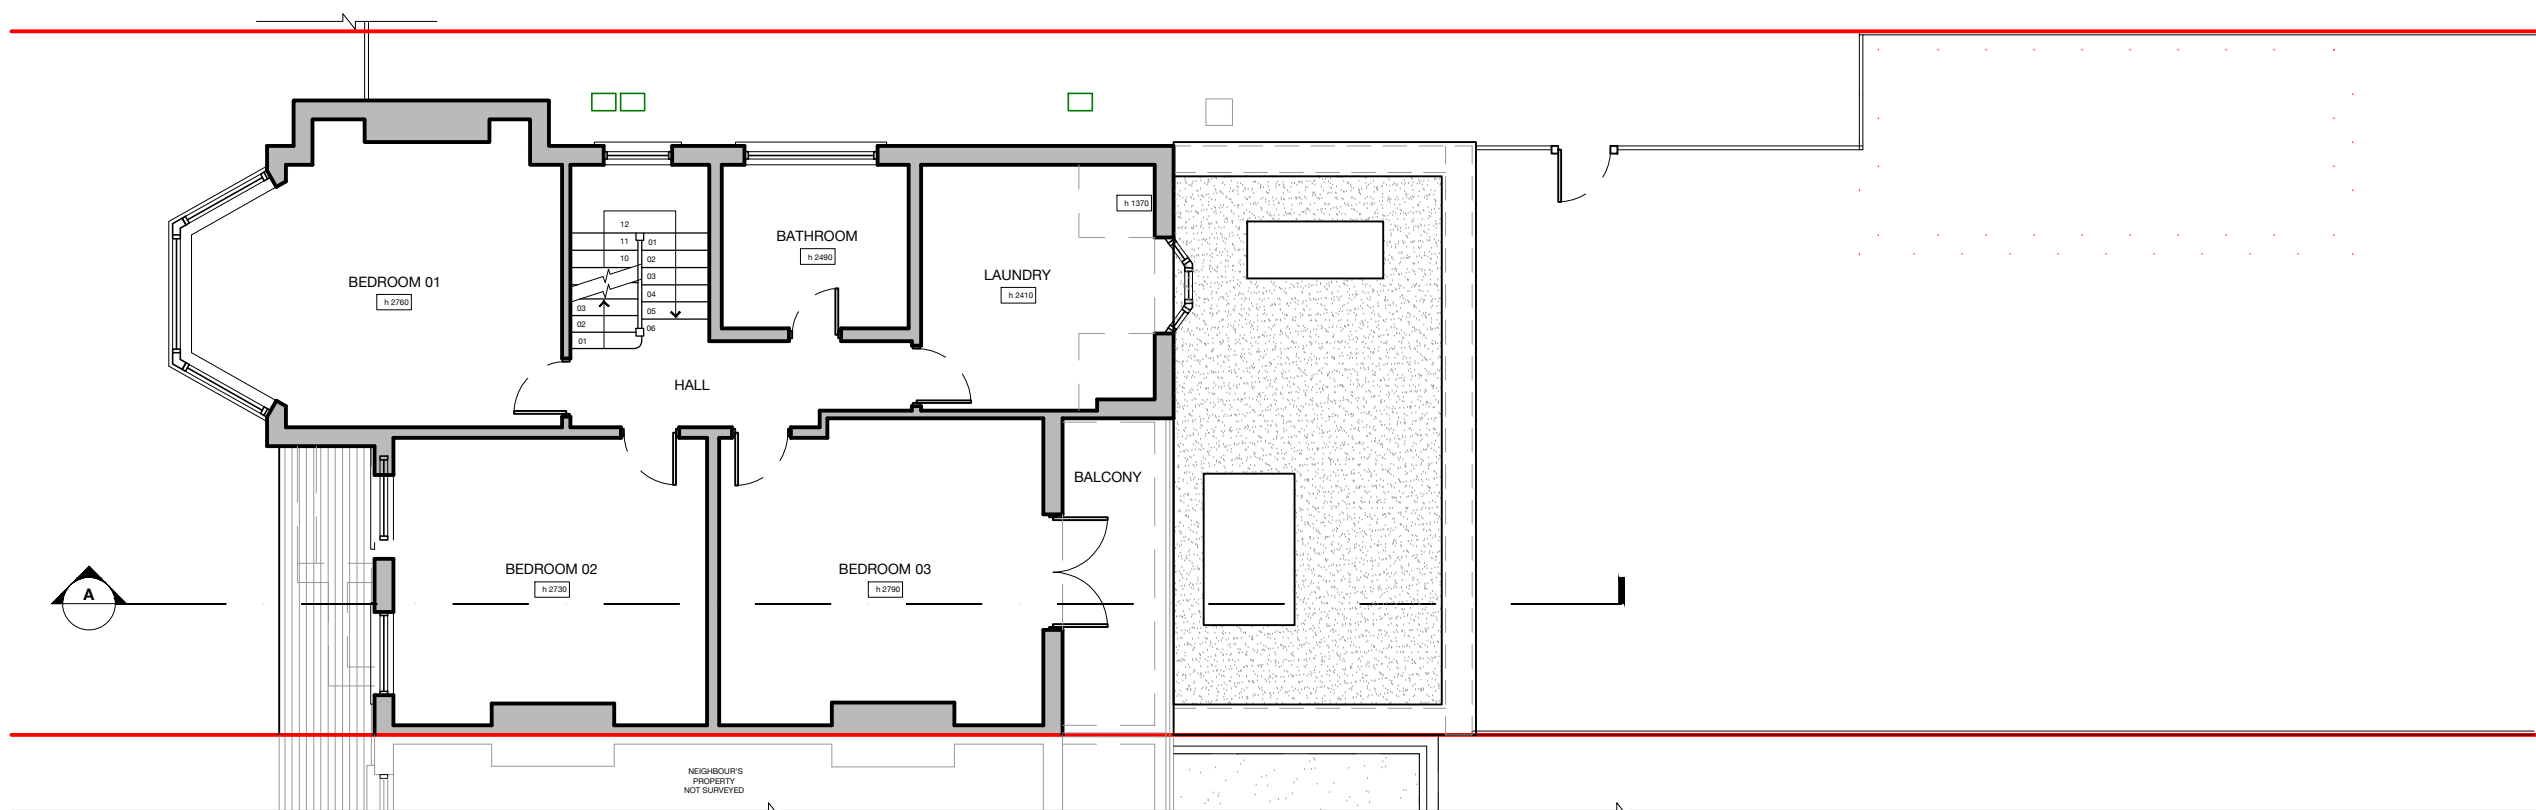 h 1370
12
11
10
01
02
03
04
05
06
03
02
01
BATHROOM
h 2490
LAUNDRY
h 2410
BEDROOM 01
h 2760
HALL
BALCONY
BEDROOM 02
h 2730
BEDROOM 03
h 2790
A
NEIGHBOUR'S
PROPERTY
NOT SURVEYED